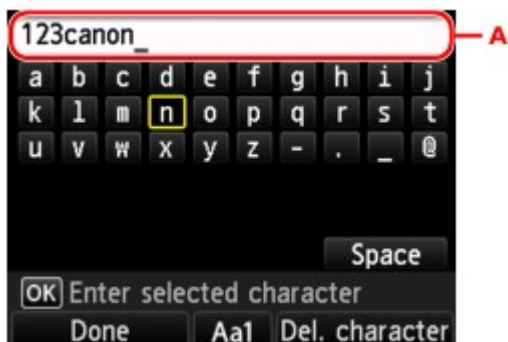 123canon_ A
a b c d e f g h i j
k l m n o p q r s t
u v w x y z - . _ @
Space
OK Enter selected character
Done Aa1 Del. character